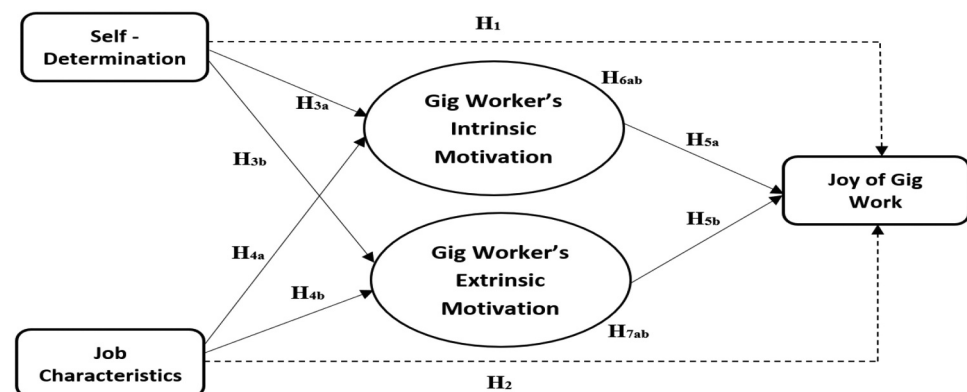 H₁
Self -
Determination
H₆ab
H₃a
Gig Worker's
Intrinsic
Motivation
H₅a
H₃b
Joy of Gig
Work
H₅b
H₄a
Gig Worker's
Extrinsic
Motivation
H₄b
H₇ab
Job
Characteristics
H₂